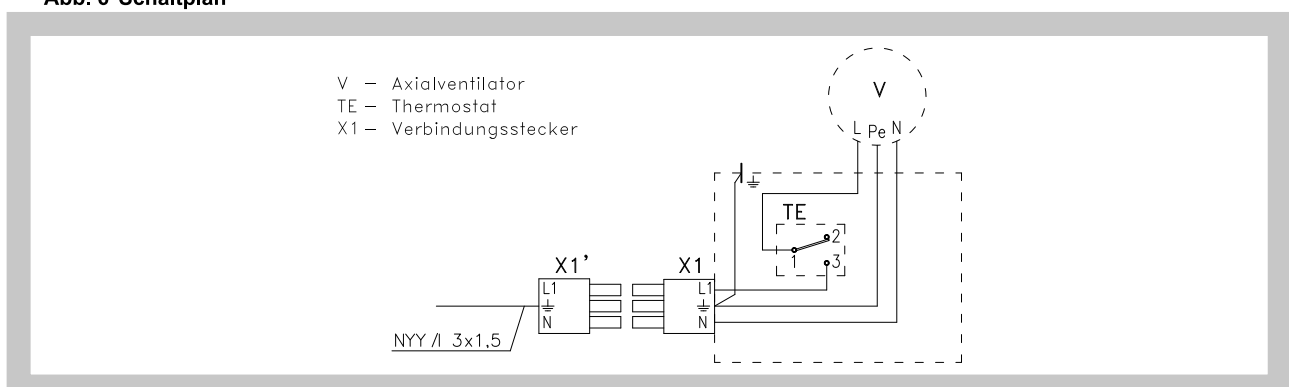 Abb. 6 Schaltplan
V – Axialventilator
TE – Thermostat
X1 – Verbindungsstecker
V
L Pe N
TE
2
1
3
X1' X1
L1 L1
N N
NYY /I 3x1,5